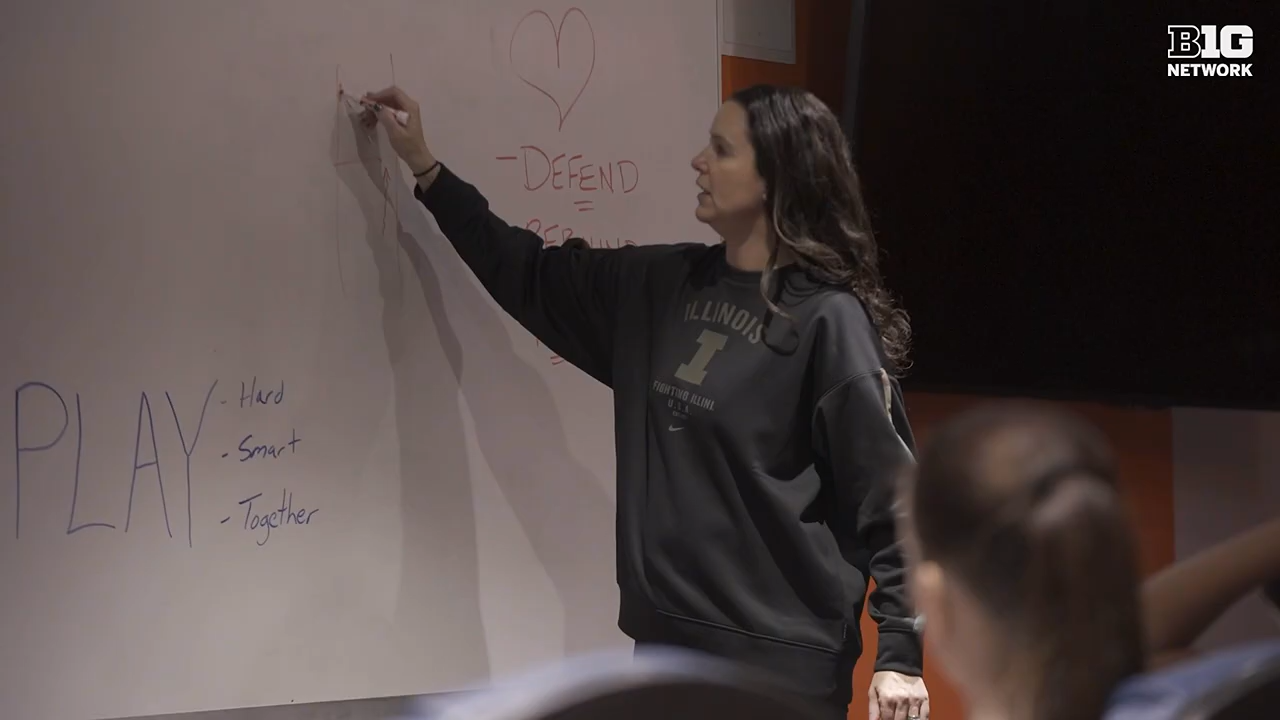 B1G
NETWORK
- DEFEND
ILLINOIS
I
FIGHTING ILLINI
U.S.A
PLAY
- Hard
- Smart
- Together